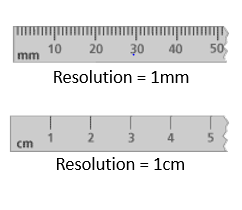 mm 10 20 30 40 50
Resolution = 1mm
cm 1 2 3 4 5
Resolution = 1cm